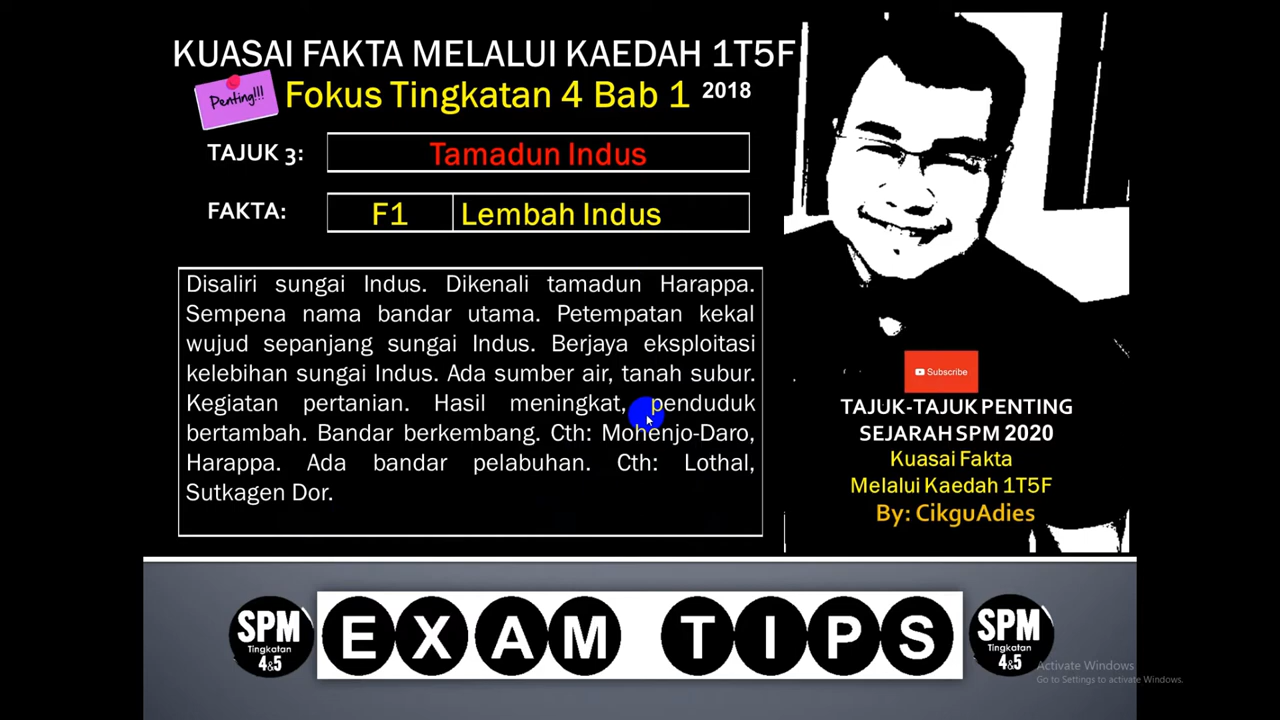 KUASAI FAKTA MELALUI KAEDAH 1T5F
Penting!!!
Fokus Tingkatan 4 Bab 1 2018
TAJUK 3:
Tamadun Indus
FAKTA:
F1
Lembah Indus
Disaliri sungai Indus. Dikenali tamadun Harappa.
Sempena nama bandar utama. Petempatan kekal
wujud sepanjang sungai Indus. Berjaya eksploitasi
kelebihan sungai Indus. Ada sumber air, tanah subur.
Kegiatan pertanian. Hasil meningkat, penduduk
bertambah. Bandar berkembang. Cth: Mohenjo-Daro,
Harappa. Ada bandar pelabuhan. Cth: Lothal,
Sutkagen Dor.
Subscribe
TAJUK-TAJUK PENTING
SEJARAH SPM 2020
Kuasai Fakta
Melalui Kaedah 1T5F
By: CikguAdies
SPM
Tingkatan
4&5
EXAM TIPS
SPM
Tingkatan
4&5
Activate Windows
Go to Settings to activate Windows.